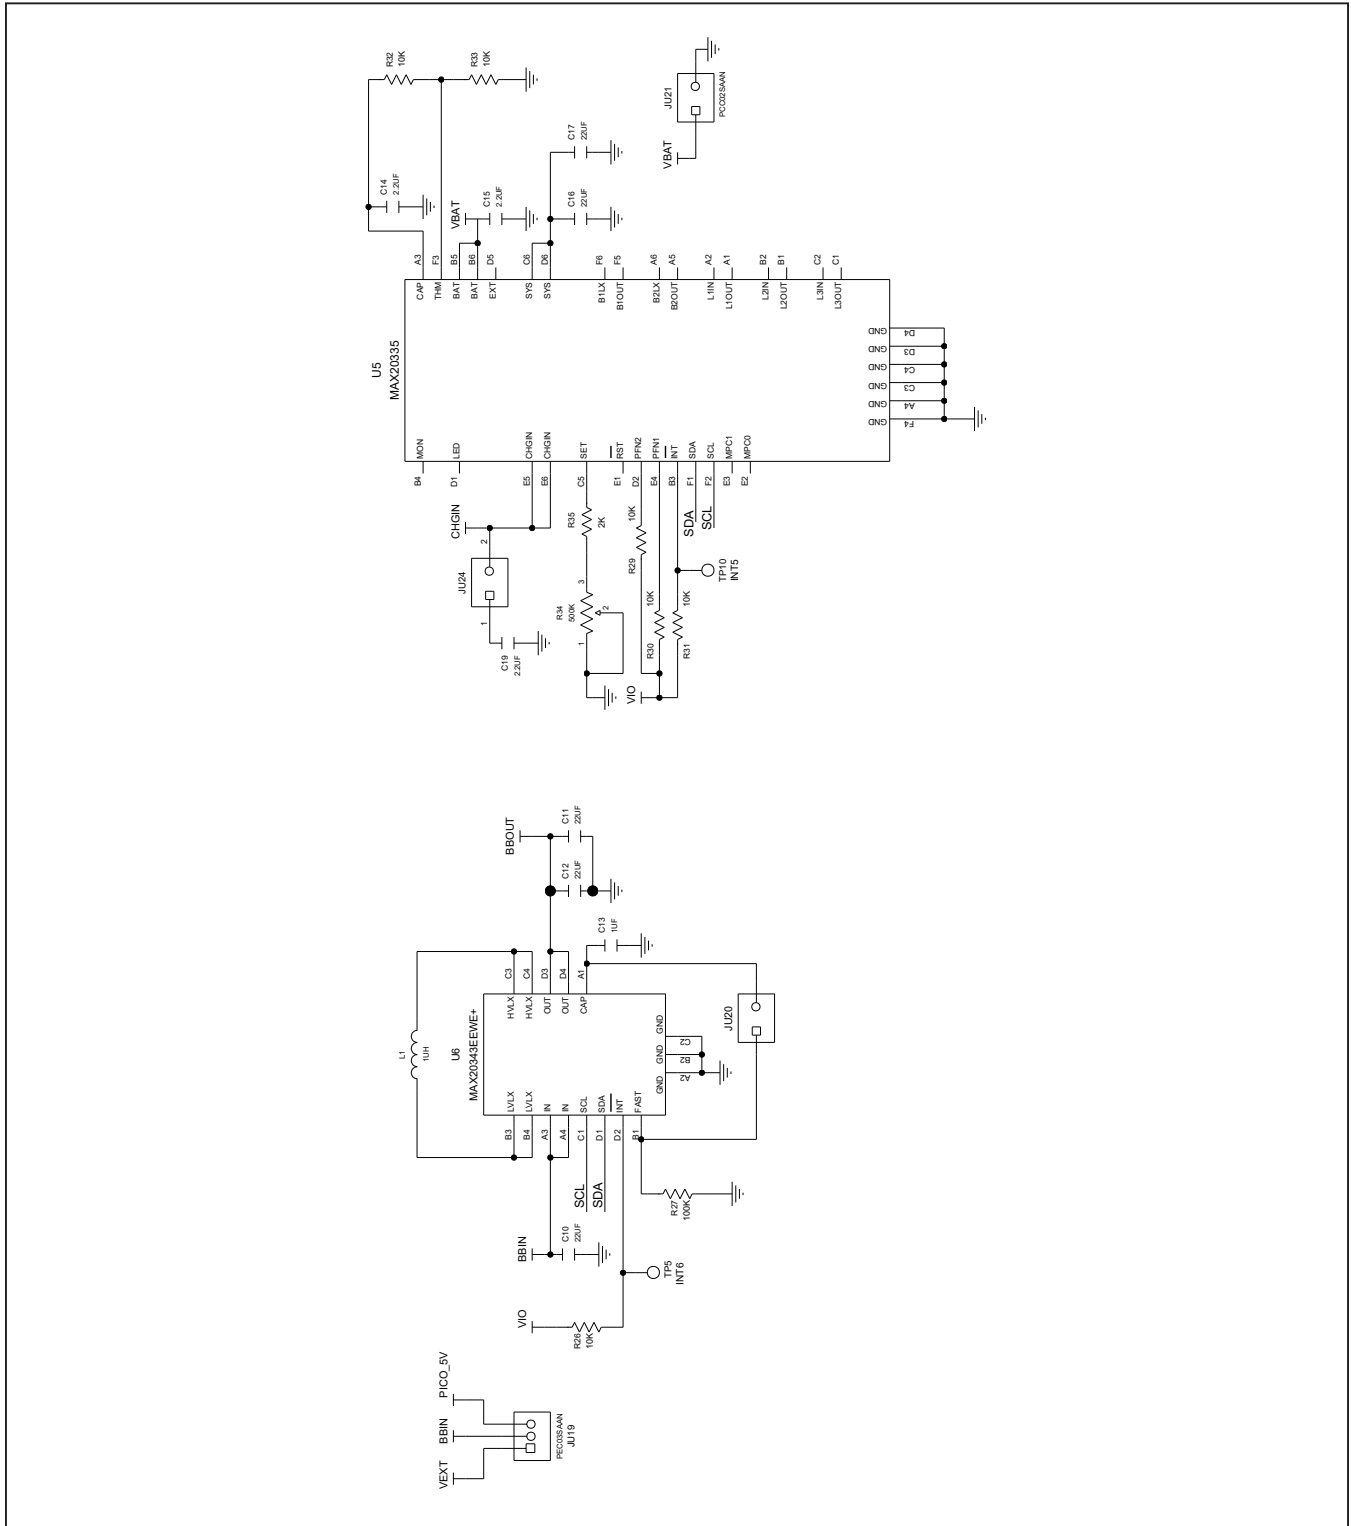 R32
10K
R33
10K
JU21
PCC02SAAN
VBAT
C17
22UF
C14
2.2UF
VBAT
C15
2.2UF
C16
22UF
A3
F3
B5
B6
D5
C6
D6
F6
F5
A6
A5
A2
A1
B2
B1
C2
C1
CAP
THM
BAT
BAT
EXT
SYS
SYS
B1LX
B1OUT
B2LX
B2OUT
L1IN
L1OUT
L2IN
L2OUT
L3IN
L3OUT
U5
MAX20335
GND
D4
GND
D3
GND
C4
GND
C3
GND
A4
GND
F4
MON
LED
CHGIN
CHGIN
SET
RST
PFN2
PFN1
INT
SDA
SCL
MPC1
MPC0
B4
D1
E5
E6
C5
E1
D2
E4
B3
F1
F2
E3
E2
CHGIN
2
JU24
1
C19
2.2UF
R35
2K
3
R34
500K
2
1
10K
R29
10K
R30
10K
R31
SDA
SCL
TP10
INT5
VIO
BBOUT
C11
22UF
C12
22UF
C13
1UF
C3
C4
D3
D4
A1
HVLX
HVLX
OUT
OUT
CAP
L1
1UH
U6
MAX20343EEWE+
GND
C2
GND
B2
GND
A2
JU20
LVLX
LVLX
IN
IN
SCL
SDA
INT
FAST
B3
B4
A3
A4
C1
D1
D2
B1
SCL
SDA
R27
100K
BBIN
C10
22UF
TP5
INT6
VIO
R26
10K
PICO_5V
BBIN
VEXT
PEC03SAAN
JU19